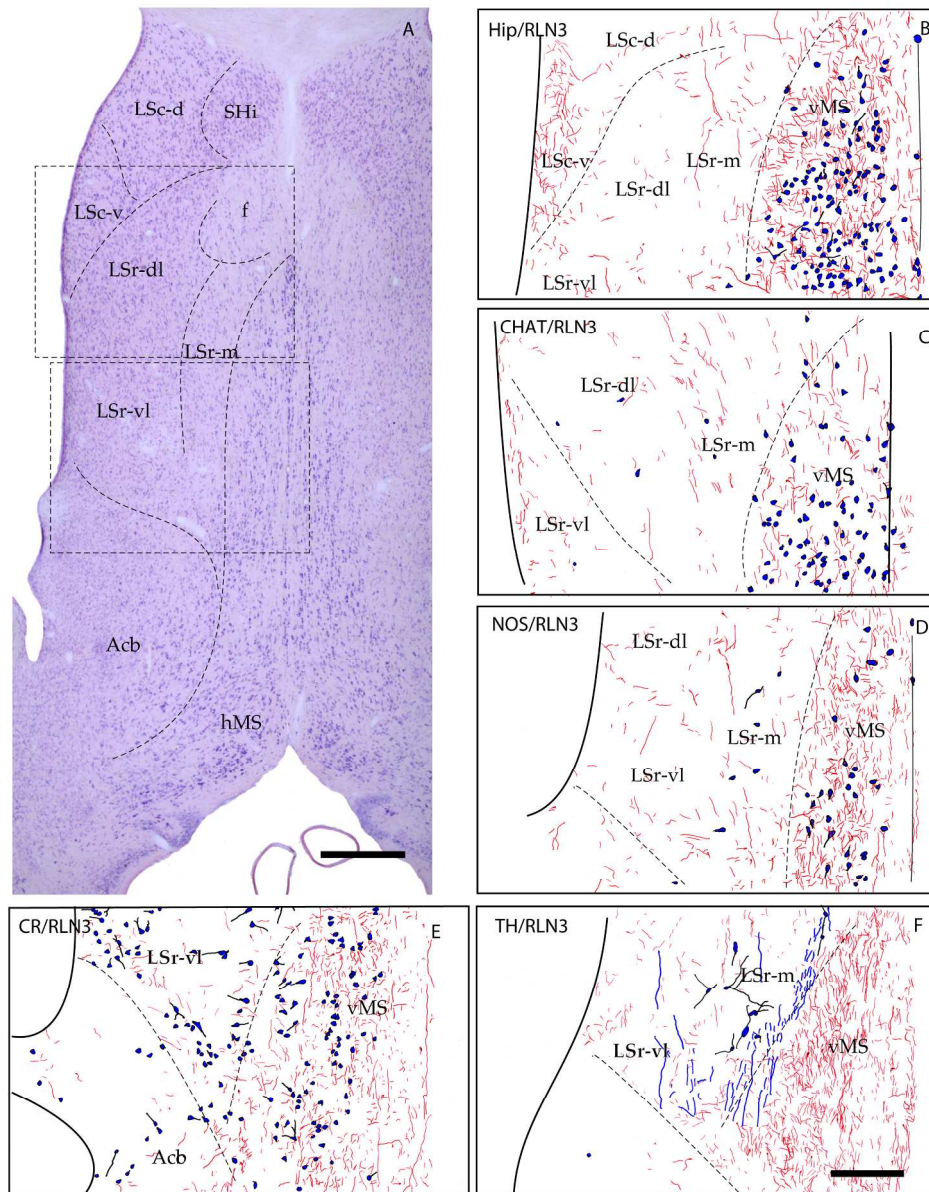 A
LSc-d
SHi
LSc-v
f
LSr-dl
LSr-m
LSr-vl
Acb
hMS
Hip/RLN3
B
LSc-d
vMS
LSc-v
LSr-m
LSr-dl
LSr-vl
CHAT/RLN3
C
LSr-dl
LSr-m
vMS
LSr-vl
NOS/RLN3
D
LSr-dl
LSr-m
vMS
LSr-vl
CR/RLN3
E
LSr-vl
vMS
Acb
TH/RLN3
F
LSr-m
LSr-vl
vMS